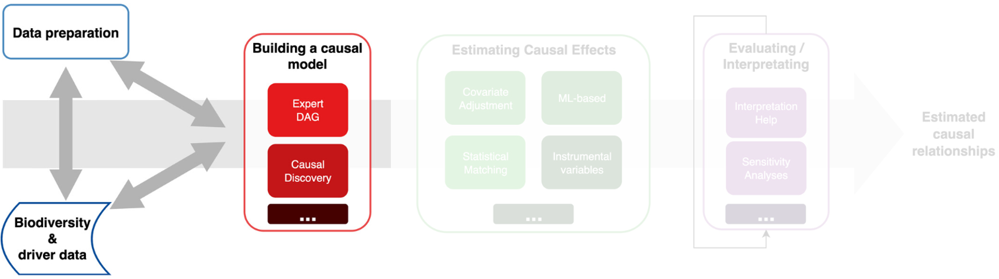 Data preparation
Biodiversity
&
driver data
Building a causal
model
Expert
DAG
Causal
Discovery
...
Estimating Causal Effects
Covariate
Adjustment
ML-based
Statistical
Matching
Instrumental
variables
...
Evaluating /
Interpretating
Interpretation
Help
Sensitivity
Analyses
...
Estimated
causal
relationships